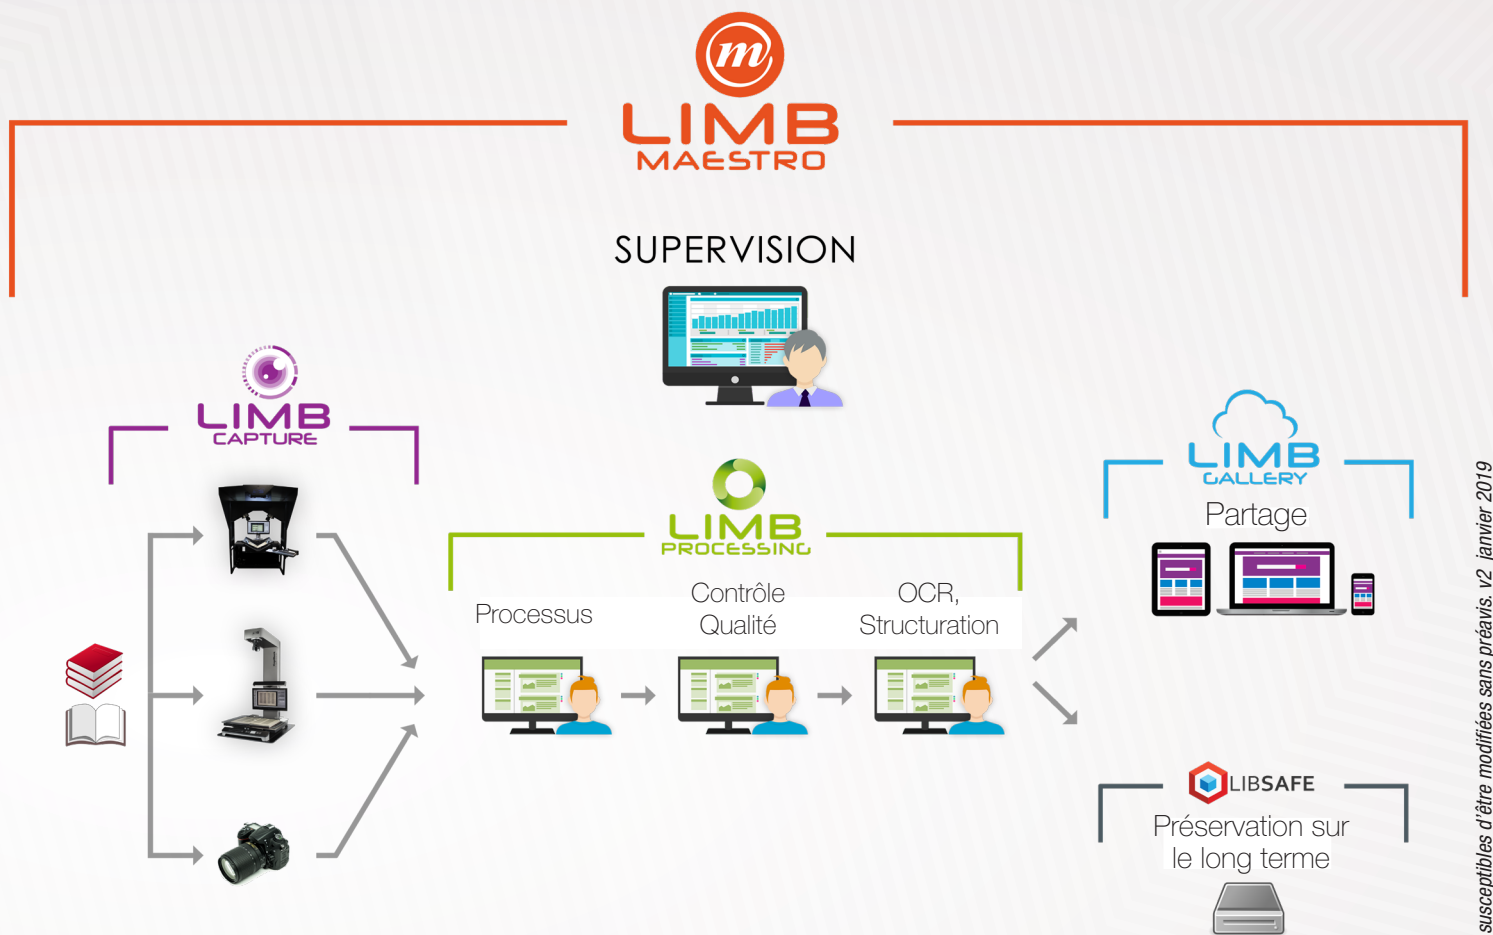 m
LIMB
MAESTRO
SUPERVISION
LIMB
CAPTURE
LIMB
PROCESSING
Processus
Contrôle
Qualité
OCR,
Structuration
LIMB
GALLERY
Partage
LIBSAFE
Préservation sur
le long terme
susceptibles d'être modifiées sans préavis. v2 janvier 2019